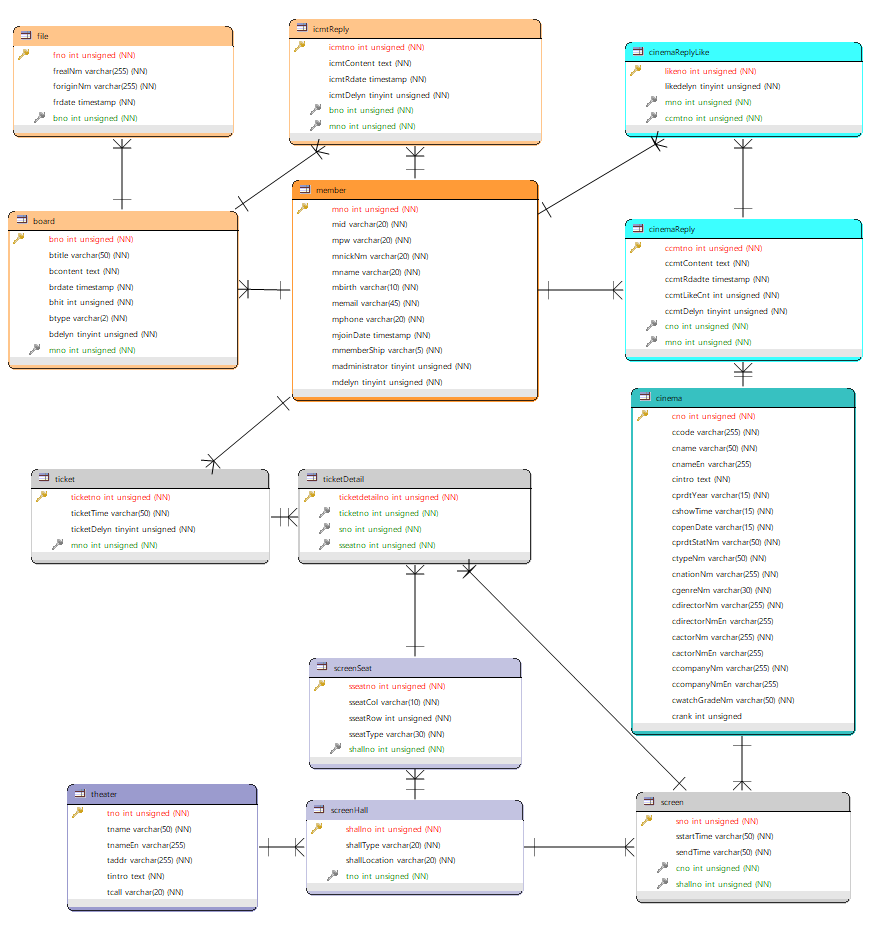 file
fno int unsigned (NN)
frealNm varchar(255) (NN)
foriginNm varchar(255) (NN)
frdate timestamp (NN)
bno int unsigned (NN)
icmtReply
icmtno int unsigned (NN)
icmtContent text (NN)
icmtRdate timestamp (NN)
icmtDelyn tinyint unsigned (NN)
bno int unsigned (NN)
mno int unsigned (NN)
cinemaReplyLike
likeno int unsigned (NN)
likedelyn tinyint unsigned (NN)
mno int unsigned (NN)
ccmtno int unsigned (NN)
board
bno int unsigned (NN)
btitle varchar(50) (NN)
bcontent text (NN)
brdate timestamp (NN)
bhit int unsigned (NN)
btype varchar(2) (NN)
bdelyn tinyint unsigned (NN)
mno int unsigned (NN)
member
mno int unsigned (NN)
mid varchar(20) (NN)
mpw varchar(20) (NN)
mnickNm varchar(20) (NN)
mname varchar(20) (NN)
mbirth varchar(10) (NN)
memail varchar(45) (NN)
mphone varchar(20) (NN)
mjoinDate timestamp (NN)
mmemberShip varchar(5) (NN)
madministrator tinyint unsigned (NN)
mdelyn tinyint unsigned (NN)
cinemaReply
ccmtno int unsigned (NN)
ccmtContent text (NN)
ccmtRdadte timestamp (NN)
ccmtLikeCnt int unsigned (NN)
ccmtDelyn tinyint unsigned (NN)
cno int unsigned (NN)
mno int unsigned (NN)
cinema
cno int unsigned (NN)
ccode varchar(255) (NN)
cname varchar(50) (NN)
cnameEn varchar(255)
cintro text (NN)
cprdtYear varchar(15) (NN)
cshowTime varchar(15) (NN)
copenDate varchar(15) (NN)
cprdtStatNm varchar(50) (NN)
ctypeNm varchar(50) (NN)
cnationNm varchar(255) (NN)
cgenreNm varchar(30) (NN)
cdirectorNm varchar(255) (NN)
cdirectorNmEn varchar(255)
cactorNm varchar(255) (NN)
cactorNmEn varchar(255)
ccompanyNm varchar(255) (NN)
ccompanyNmEn varchar(255)
cwatchGradeNm varchar(50) (NN)
crank int unsigned
ticket
ticketno int unsigned (NN)
ticketTime varchar(50) (NN)
ticketDelyn tinyint unsigned (NN)
mno int unsigned (NN)
ticketDetail
ticketdetailno int unsigned (NN)
ticketno int unsigned (NN)
sno int unsigned (NN)
sseatno int unsigned (NN)
screenSeat
sseatno int unsigned (NN)
sseatCol varchar(10) (NN)
sseatRow int unsigned (NN)
sseatType varchar(30) (NN)
shallno int unsigned (NN)
theater
tno int unsigned (NN)
tname varchar(50) (NN)
tnameEn varchar(255)
taddr varchar(255) (NN)
tintro text (NN)
tcall varchar(20) (NN)
screenHall
shallno int unsigned (NN)
shallType varchar(20) (NN)
shallLocation varchar(20) (NN)
tno int unsigned (NN)
screen
sno int unsigned (NN)
sstartTime varchar(50) (NN)
sendTime varchar(50) (NN)
cno int unsigned (NN)
shallno int unsigned (NN)